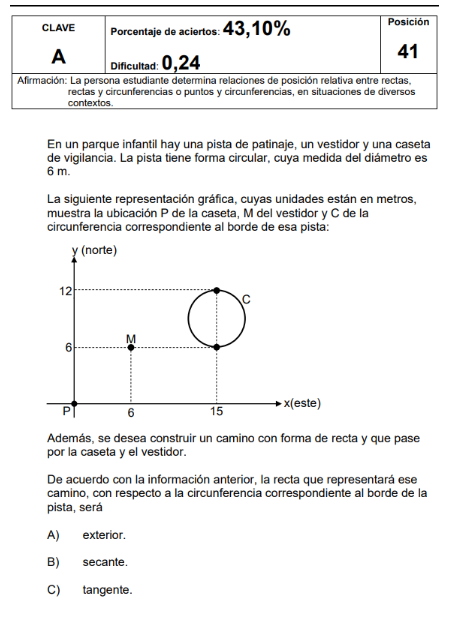 CLAVE
A
Porcentaje de aciertos: 43,10%
Dificultad: 0,24
Posición
41
Afirmación: La persona estudiante determina relaciones de posición relativa entre rectas,
rectas y circunferencias o puntos y circunferencias, en situaciones de diversos
contextos.
En un parque infantil hay una pista de patinaje, un vestidor y una caseta
de vigilancia. La pista tiene forma circular, cuya medida del diámetro es
6 m.
La siguiente representación gráfica, cuyas unidades están en metros,
muestra la ubicación P de la caseta, M del vestidor y C de la
circunferencia correspondiente al borde de esa pista:
y (norte)
12
C
M
6
P
6
15
x(este)
Además, se desea construir un camino con forma de recta y que pase
por la caseta y el vestidor.
De acuerdo con la información anterior, la recta que representará ese
camino, con respecto a la circunferencia correspondiente al borde de la
pista, será
A) exterior.
B) secante.
C) tangente.